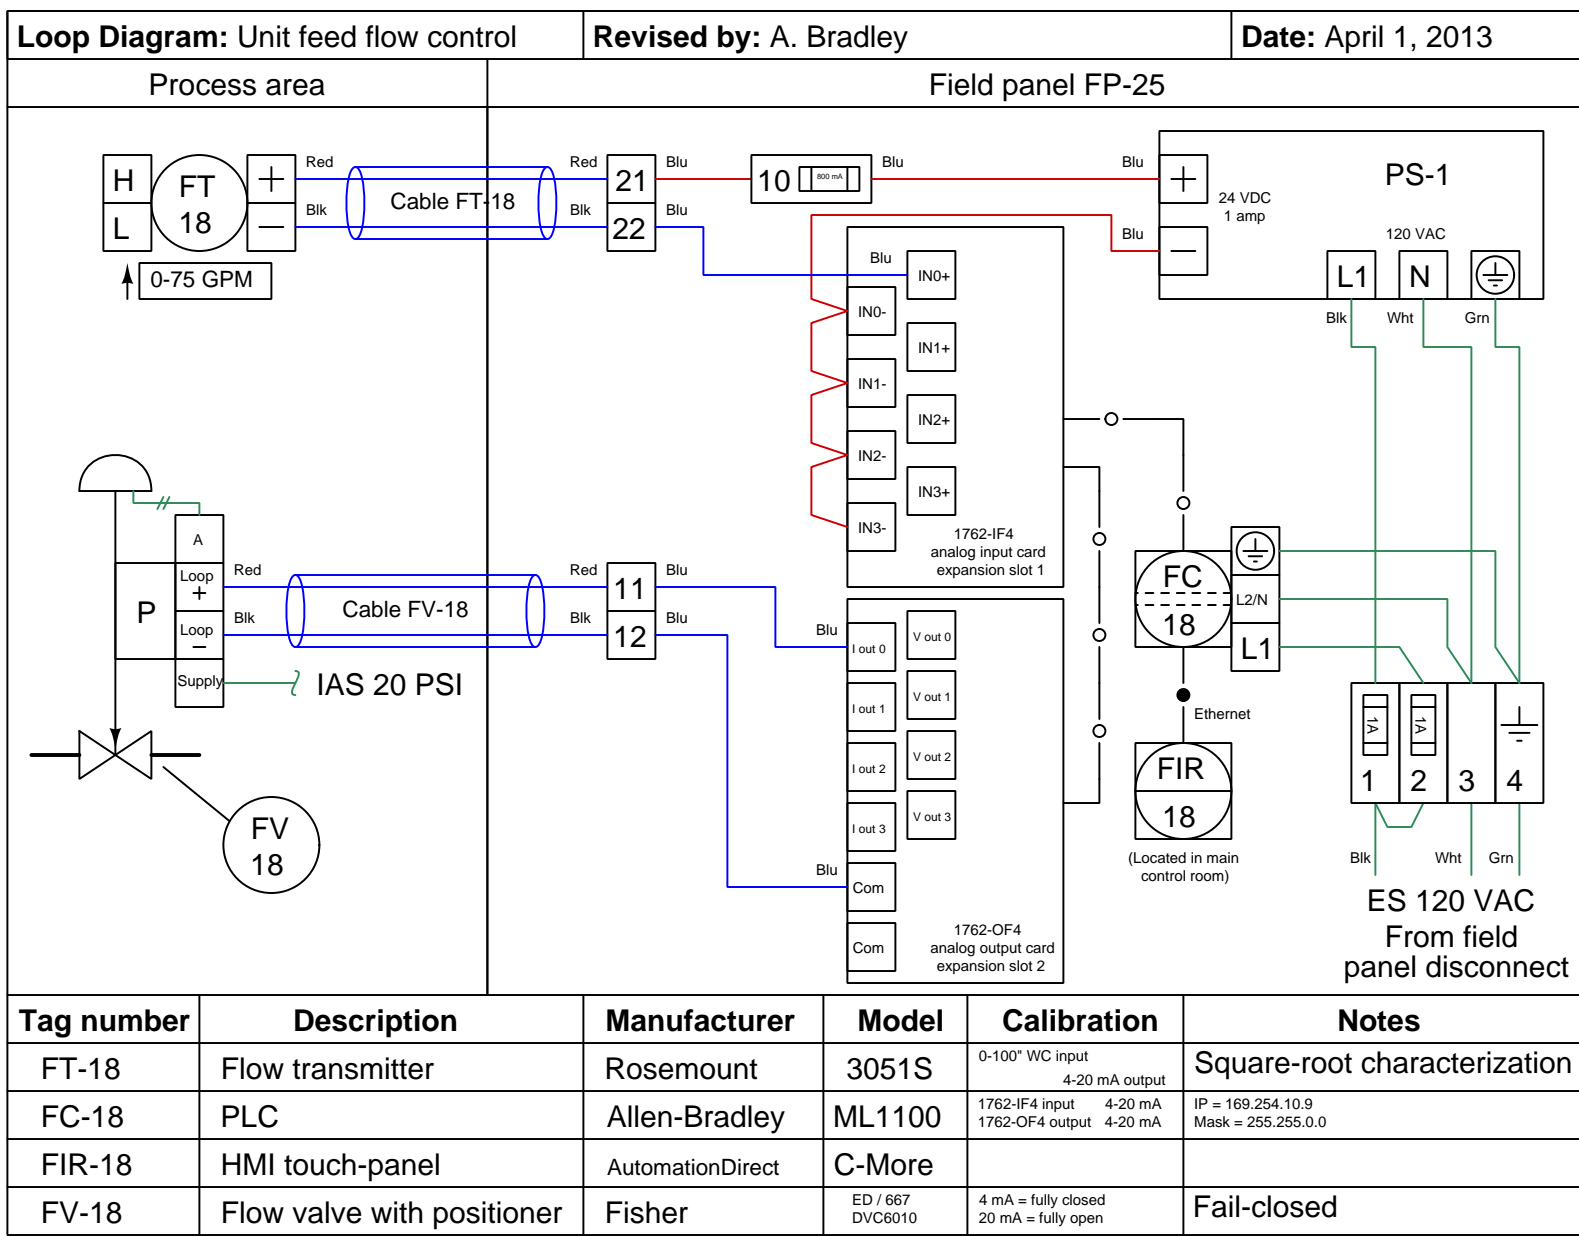 Loop Diagram: Unit feed flow control
Revised by: A. Bradley
Date: April 1, 2013
Process area
Field panel FP-25
H
L
FT
18
+
−
0-75 GPM
Red
Blk
Cable FT-18
Red
Blk
21
22
Blu
Blu
10
800 mA
Blu
Blu
Blu
+
−
24 VDC
1 amp
PS-1
120 VAC
L1
N
Blk
Wht
Grn
Blu
IN0+
IN0-
IN1+
IN1-
IN2+
IN2-
IN3+
IN3-
1762-IF4
analog input card
expansion slot 1
A
P
Loop
+
Loop
−
Supply
IAS 20 PSI
Red
Blk
Cable FV-18
Red
Blk
11
12
Blu
Blu
Blu
I out 0
V out 0
I out 1
V out 1
I out 2
V out 2
I out 3
V out 3
Blu
Com
Com
1762-OF4
analog output card
expansion slot 2
FC
18
L2/N
L1
Ethernet
FIR
18
(Located in main
control room)
1A
1A
1
2
3
4
Blk
Wht
Grn
ES 120 VAC
From field
panel disconnect
FV
18
Tag number Description Manufacturer Model Calibration Notes
FT-18 Flow transmitter Rosemount 3051S 0-100" WC input
4-20 mA output
Square-root characterization
FC-18 PLC Allen-Bradley ML1100 1762-IF4 input 4-20 mA
1762-OF4 output 4-20 mA
IP = 169.254.10.9
Mask = 255.255.0.0
FIR-18 HMI touch-panel AutomationDirect C-More
FV-18 Flow valve with positioner Fisher ED / 667
DVC6010
4 mA = fully closed
20 mA = fully open
Fail-closed